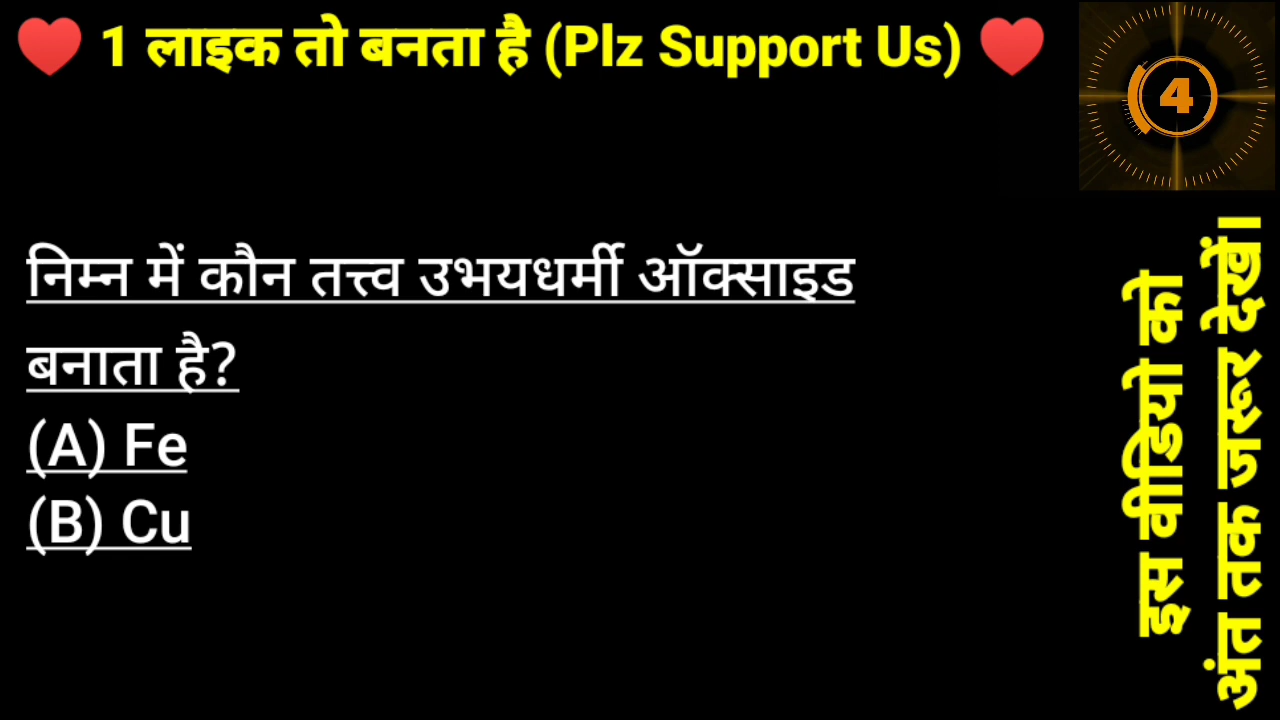 ❤️ 1 लाइक तो बनता है (Plz Support Us) ❤️
4
निम्न में कौन तत्त्व उभयधर्मी ऑक्साइड
बनाता है?
(A) Fe
(B) Cu
इस वीडियो को
अंत तक जरूर देखें।